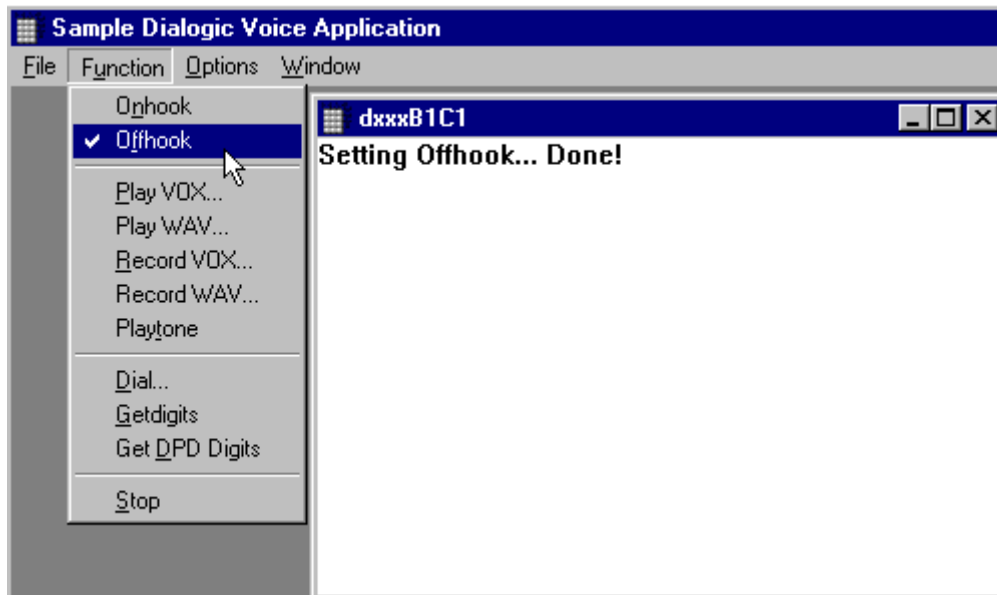 Sample Dialogic Voice Application
File Function Options Window
Onhook
Offhook
Play VOX...
Play WAV...
Record VOX...
Record WAV...
Playtone
Dial...
Getdigits
Get DPD Digits
Stop
dxxxB1C1
Setting Offhook... Done!